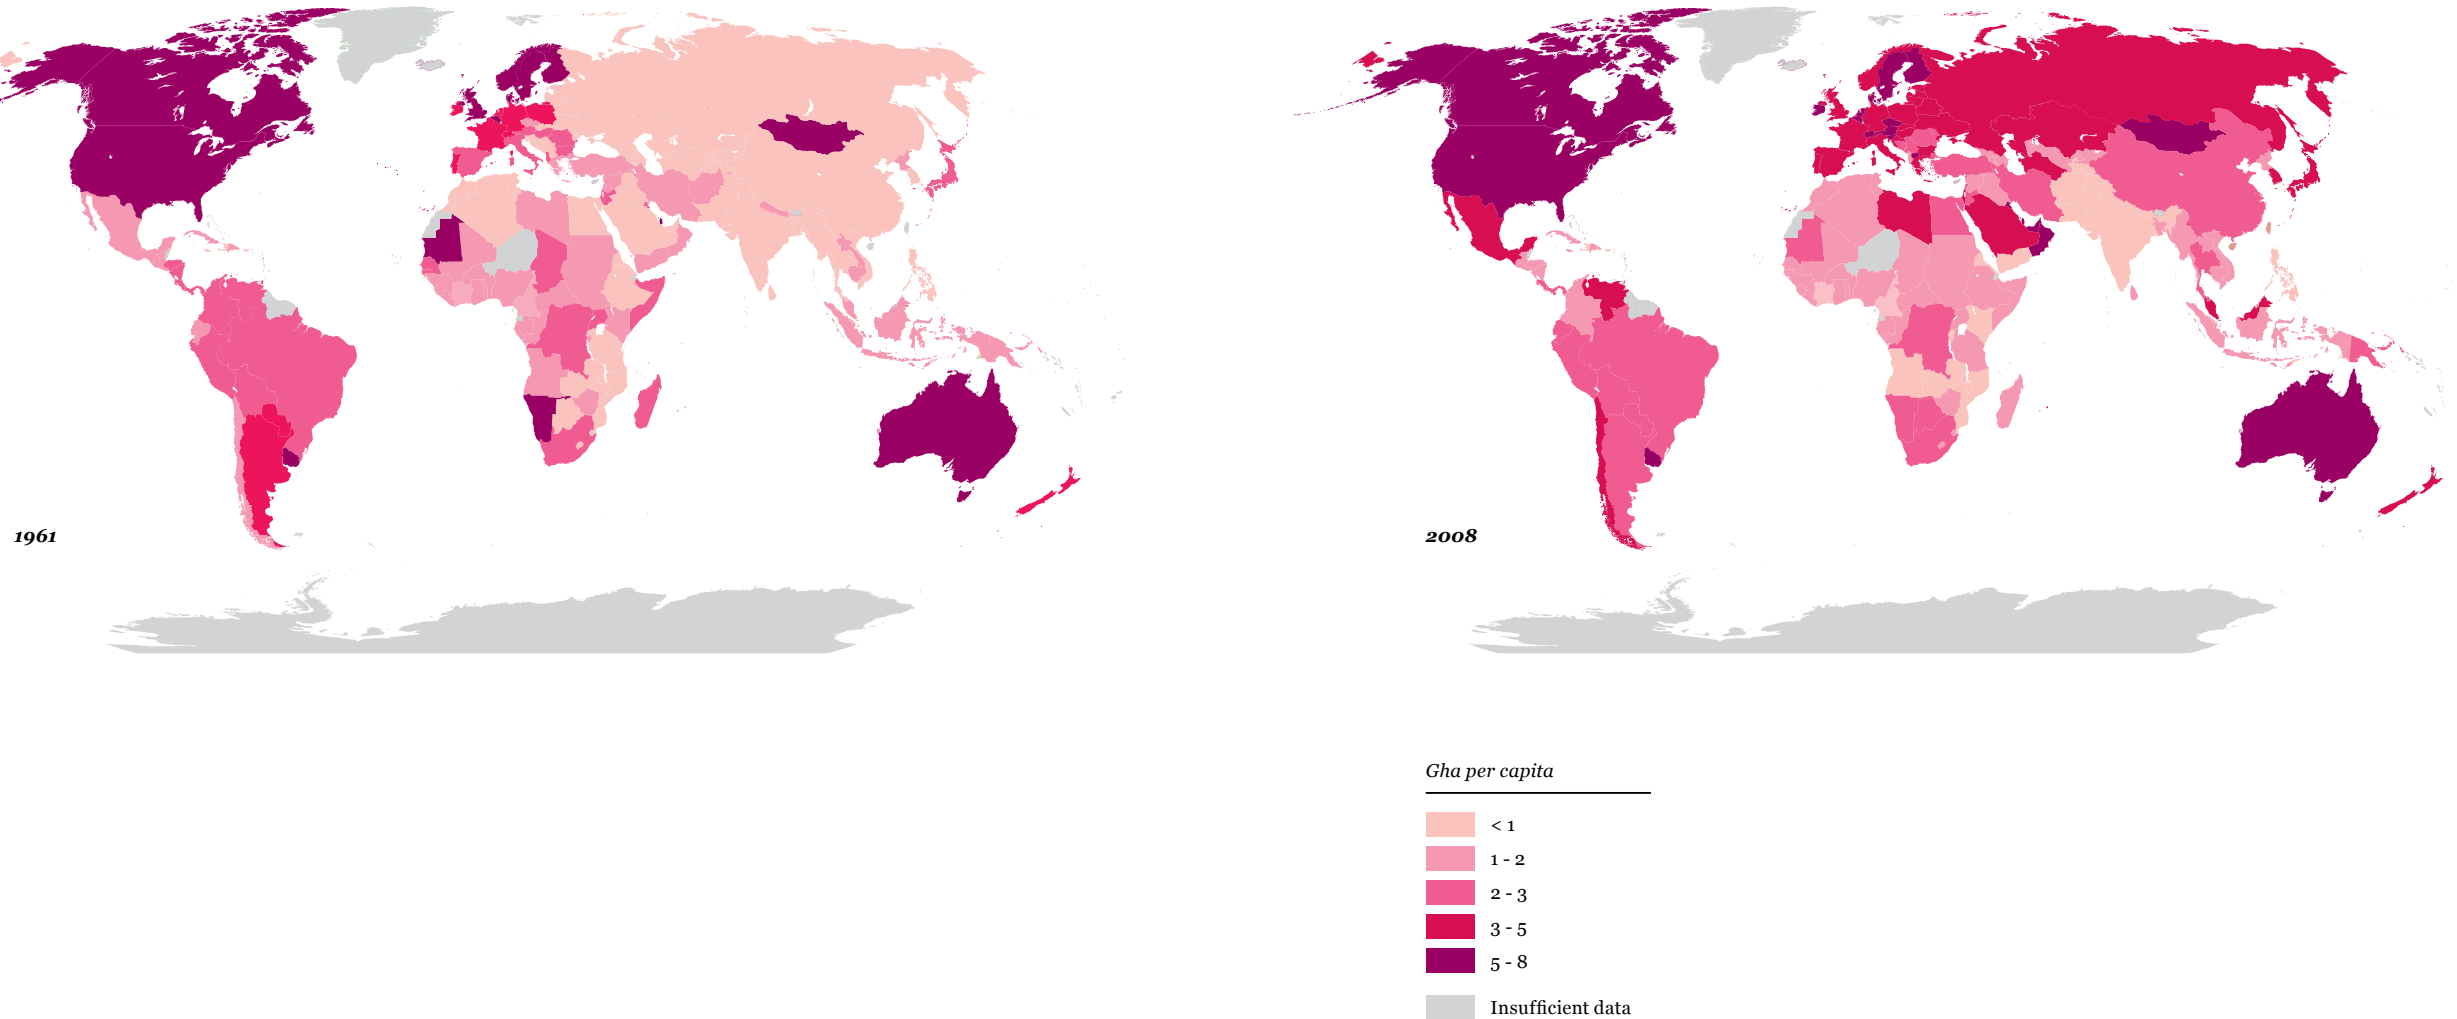 1961
2008
Gha per capita
< 1
1 - 2
2 - 3
3 - 5
5 - 8
Insufficient data